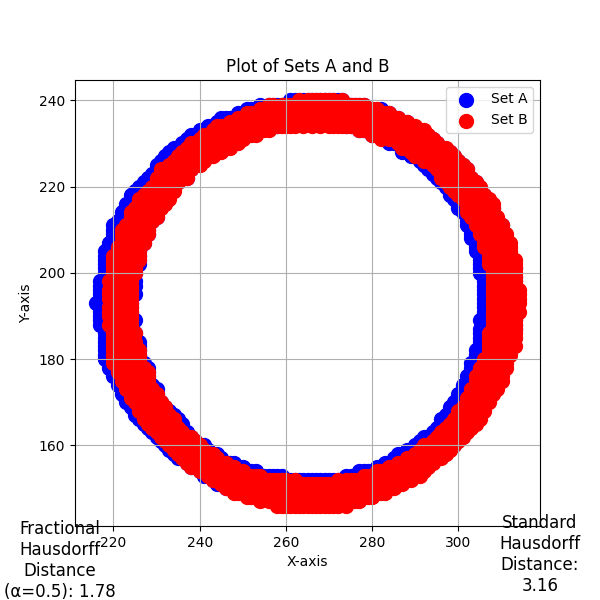 Plot of Sets A and B
Set A
Set B
240
220
200
180
160
Y-axis
220
240
260
280
300
X-axis
Fractional
Hausdorff
Distance
(α=0.5): 1.78
Standard
Hausdorff
Distance:
3.16